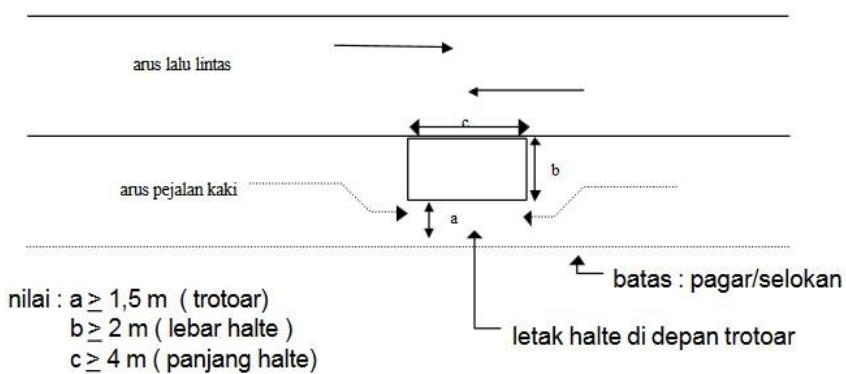 arus lalu lintas
c
b
arus pejalan kaki
a
batas : pagar/selokan
nilai : a ≥ 1,5 m ( trotoar)
b ≥ 2 m ( lebar halte )
c ≥ 4 m ( panjang halte)
letak halte di depan trotoar